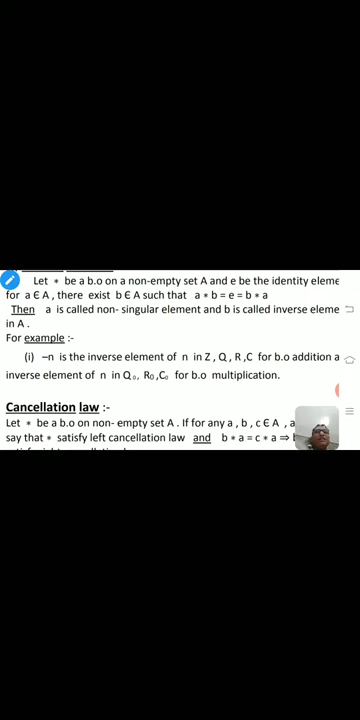 Let * be a b.o on a non-empty set A and e be the identity eleme
for a Є A , there exist b Є A such that a * b = e = b * a
Then a is called non- singular element and b is called inverse eleme
in A .
For example :-
(i) –n is the inverse element of n in Z , Q , R , C for b.o addition a
inverse element of n in Q₀, R₀ ,C₀ for b.o multiplication.
Cancellation law :-
Let * be a b.o on non- empty set A . If for any a , b , c Є A , a
say that * satisfy left cancellation law and b * a = c * a ⇒